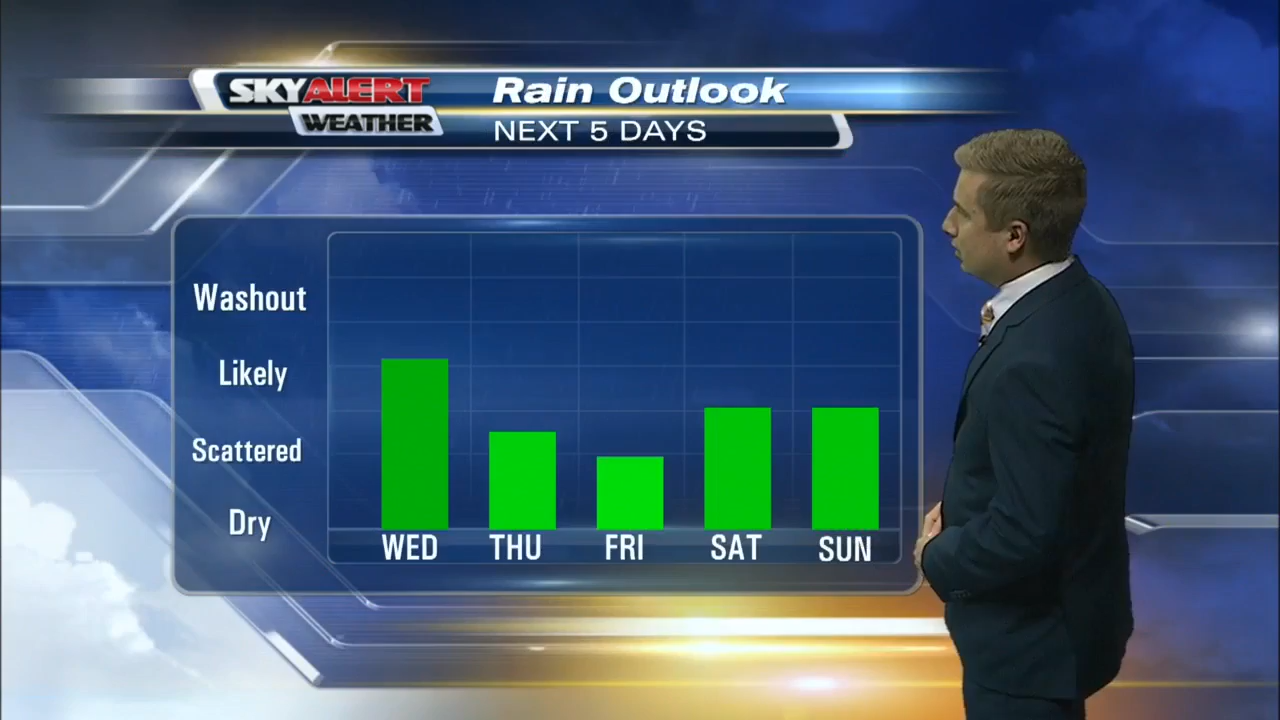 SKYALERT
WEATHER
Rain Outlook
NEXT 5 DAYS
Washout
Likely
Scattered
Dry
WED THU FRI SAT SUN